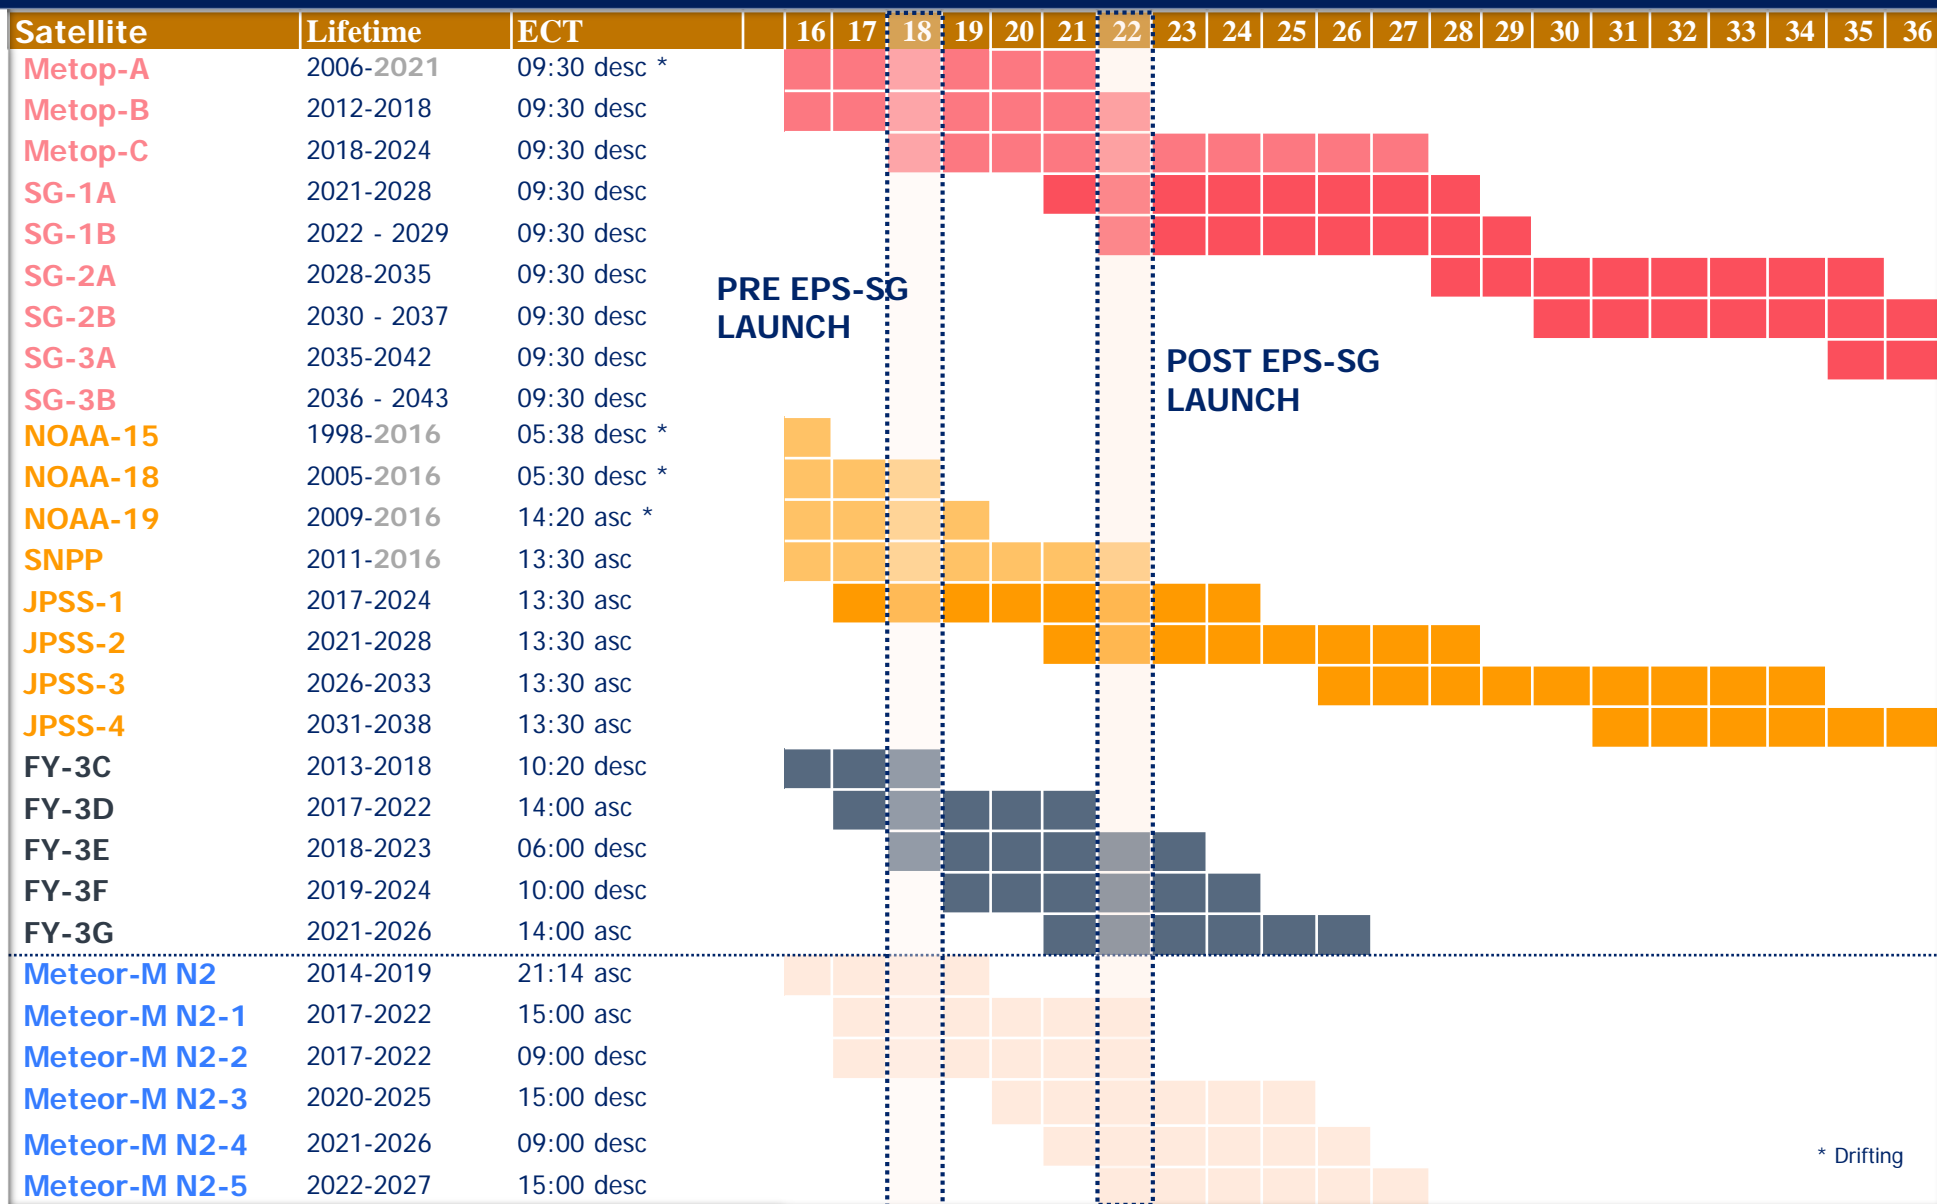 Satellite Lifetime ECT 16 17 18 19 20 21 22 23 24 25 26 27 28 29 30 31 32 33 34 35 36
Metop-A 2006-2021 09:30 desc *
Metop-B 2012-2018 09:30 desc
Metop-C 2018-2024 09:30 desc
SG-1A 2021-2028 09:30 desc
SG-1B 2022 - 2029 09:30 desc
SG-2A 2028-2035 09:30 desc
PRE EPS-SG
LAUNCH
SG-2B 2030 - 2037 09:30 desc
SG-3A 2035-2042 09:30 desc
POST EPS-SG
LAUNCH
SG-3B 2036 - 2043 09:30 desc
NOAA-15 1998-2016 05:38 desc *
NOAA-18 2005-2016 05:30 desc *
NOAA-19 2009-2016 14:20 asc *
SNPP 2011-2016 13:30 asc
JPSS-1 2017-2024 13:30 asc
JPSS-2 2021-2028 13:30 asc
JPSS-3 2026-2033 13:30 asc
JPSS-4 2031-2038 13:30 asc
FY-3C 2013-2018 10:20 desc
FY-3D 2017-2022 14:00 asc
FY-3E 2018-2023 06:00 desc
FY-3F 2019-2024 10:00 desc
FY-3G 2021-2026 14:00 asc
Meteor-M N2 2014-2019 21:14 asc
Meteor-M N2-1 2017-2022 15:00 asc
Meteor-M N2-2 2017-2022 09:00 desc
Meteor-M N2-3 2020-2025 15:00 desc
Meteor-M N2-4 2021-2026 09:00 desc
* Drifting
Meteor-M N2-5 2022-2027 15:00 desc